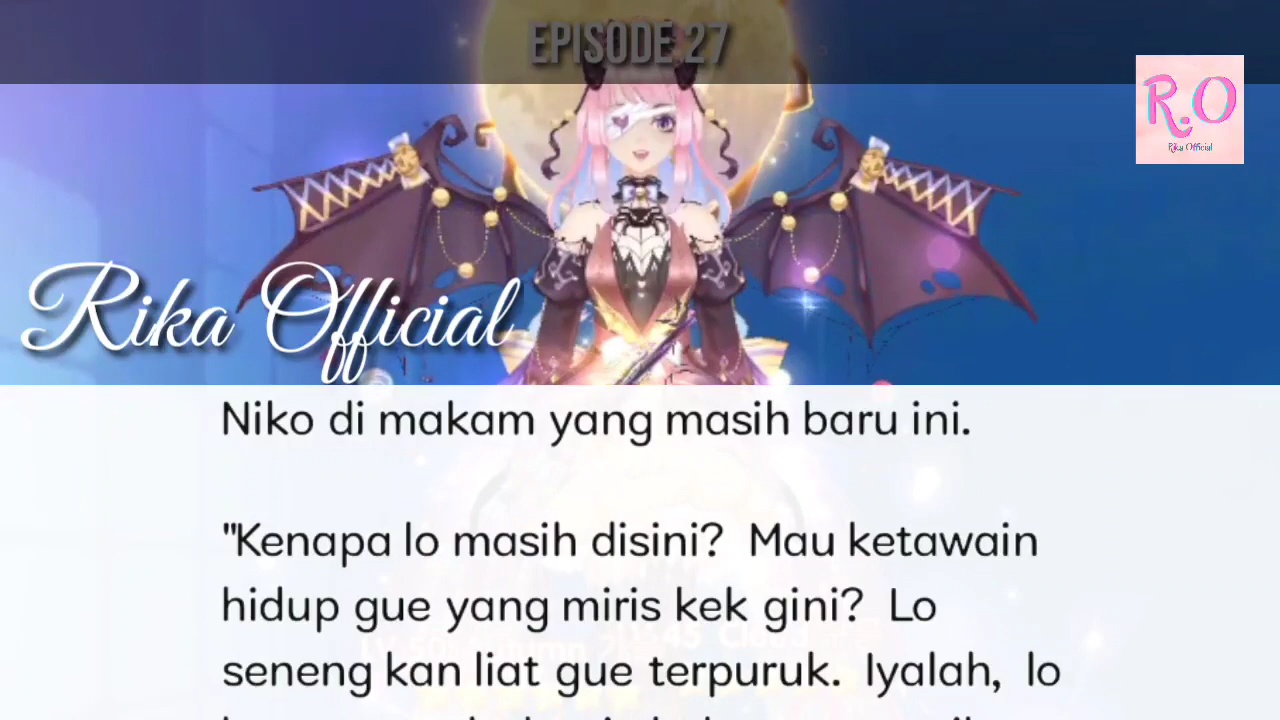 EPISODE 27
R.O
Rika Official
Rika Official
Niko di makam yang masih baru ini.
"Kenapa lo masih disini? Mau ketawain
hidup gue yang miris kek gini? Lo
seneng kan liat gue terpuruk. Iyalah, lo